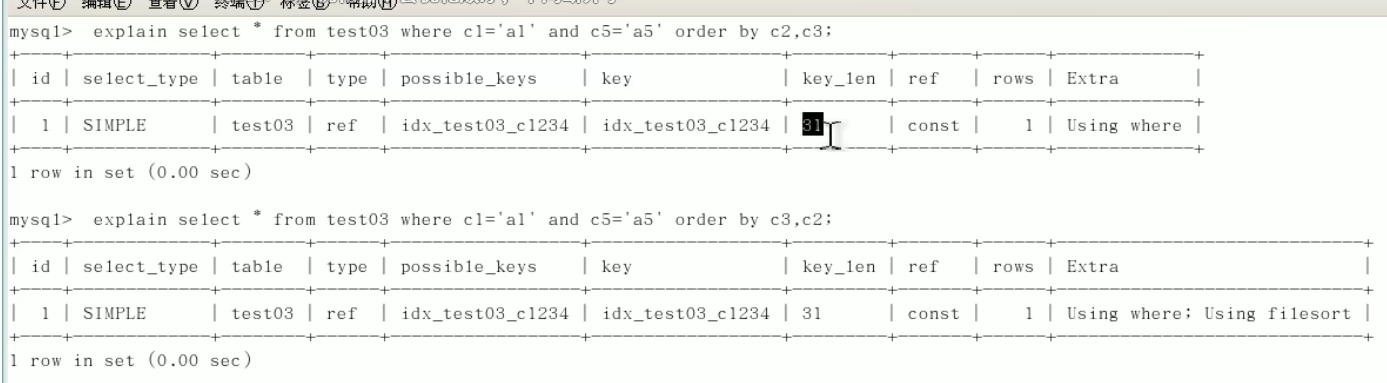 文件(F) 编辑(E) 查看(V) 终端(T) 标签(B) 帮助(H)
mysql> explain select * from test03 where c1='a1' and c5='a5' order by c2,c3;
+----+-------------+--------+------+-----------------+-----------------+---------+-------+------+-------------+
| id | select_type | table | type | possible_keys | key | key_len | ref | rows | Extra |
+----+-------------+--------+------+-----------------+-----------------+---------+-------+------+-------------+
| 1 | SIMPLE | test03 | ref | idx_test03_c1234 | idx_test03_c1234 | 31 | const | 1 | Using where |
+----+-------------+--------+------+-----------------+-----------------+---------+-------+------+-------------+
1 row in set (0.00 sec)
mysql> explain select * from test03 where c1='a1' and c5='a5' order by c3,c2;
+----+-------------+--------+------+-----------------+-----------------+---------+-------+------+-----------------------------+
| id | select_type | table | type | possible_keys | key | key_len | ref | rows | Extra |
+----+-------------+--------+------+-----------------+-----------------+---------+-------+------+-----------------------------+
| 1 | SIMPLE | test03 | ref | idx_test03_c1234 | idx_test03_c1234 | 31 | const | 1 | Using where; Using filesort |
+----+-------------+--------+------+-----------------+-----------------+---------+-------+------+-----------------------------+
1 row in set (0.00 sec)